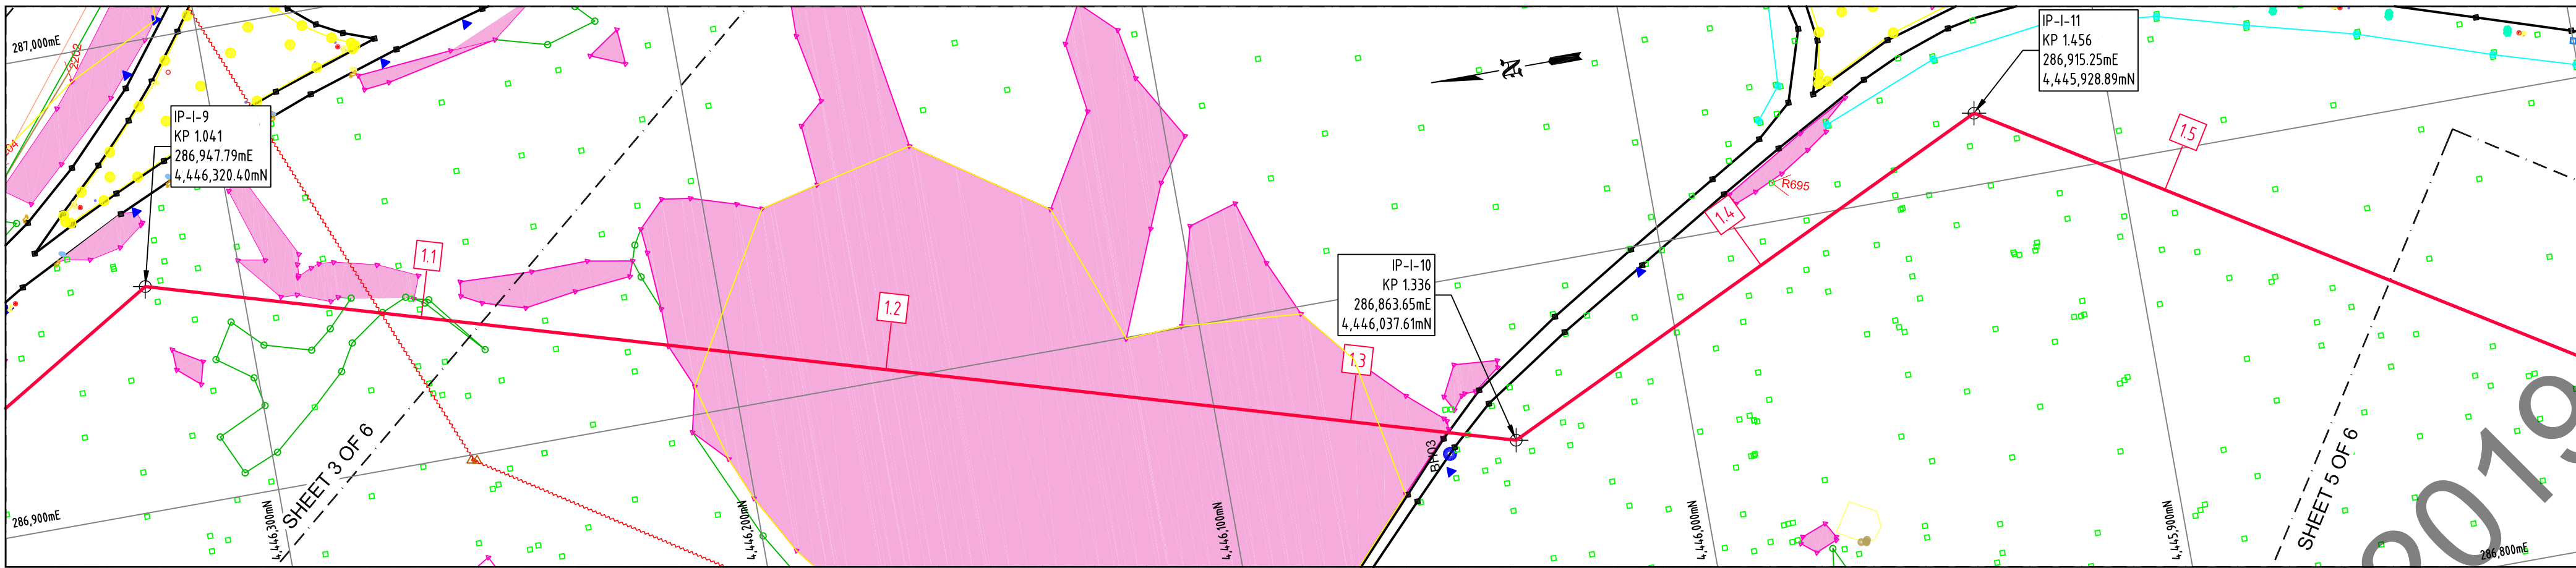 287,000mE
2202
IP-I-9
KP 1.041
286,947.79mE
4,446,320.40mN
1.1
SHEET 3 OF 6
286,900mE
4,446,300mN
4,446,200mN
1.2
4,446,100mN
N
IP-I-10
KP 1.336
286,863.65mE
4,446,037.61mN
1.3
BH03
IP-I-11
KP 1.456
286,915.25mE
4,445,928.89mN
R695
1.4
1.5
4,446,000mN
4,445,900mN
SHEET 5 OF 6
286,800mE
2019